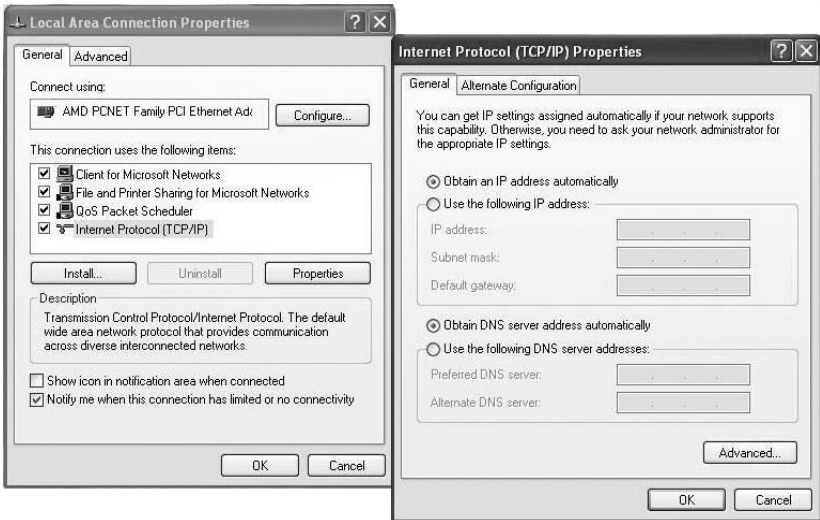 Local Area Connection Properties
General
Advanced
Connect using:
AMD PCNET Family PCI Ethernet Ada
Configure...
This connection uses the following items:
Client for Microsoft Networks
File and Printer Sharing for Microsoft Networks
QoS Packet Scheduler
Internet Protocol (TCP/IP)
Install...
Uninstall
Properties
Description
Transmission Control Protocol/Internet Protocol. The default
wide area network protocol that provides communication
across diverse interconnected networks.
Show icon in notification area when connected
Notify me when this connection has limited or no connectivity
OK
Cancel
Internet Protocol (TCP/IP) Properties
General
Alternate Configuration
You can get IP settings assigned automatically if your network supports
this capability. Otherwise, you need to ask your network administrator for
the appropriate IP settings.
Obtain an IP address automatically
Use the following IP address:
IP address:
Subnet mask:
Default gateway:
Obtain DNS server address automatically
Use the following DNS server addresses:
Preferred DNS server:
Alternate DNS server:
Advanced...
OK
Cancel